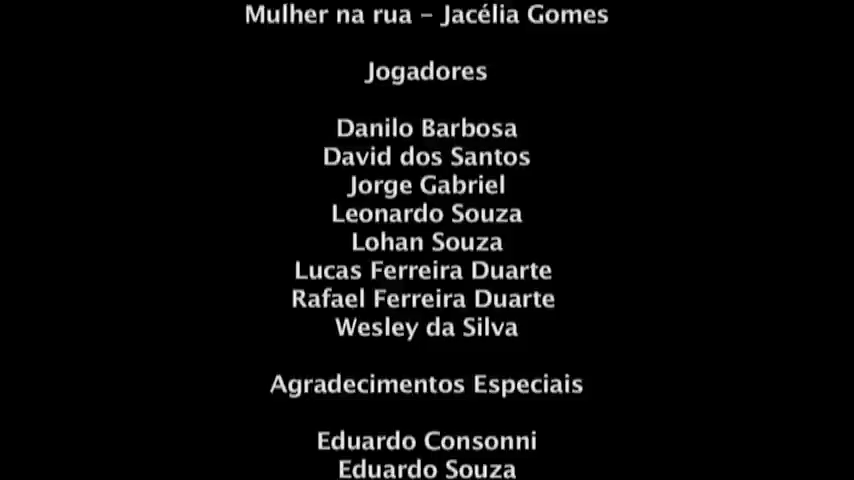 Mulher na rua - Jacélia Gomes
Jogadores
Danilo Barbosa
David dos Santos
Jorge Gabriel
Leonardo Souza
Lohan Souza
Lucas Ferreira Duarte
Rafael Ferreira Duarte
Wesley da Silva
Agradecimentos Especiais
Eduardo Consonni
Eduardo Souza